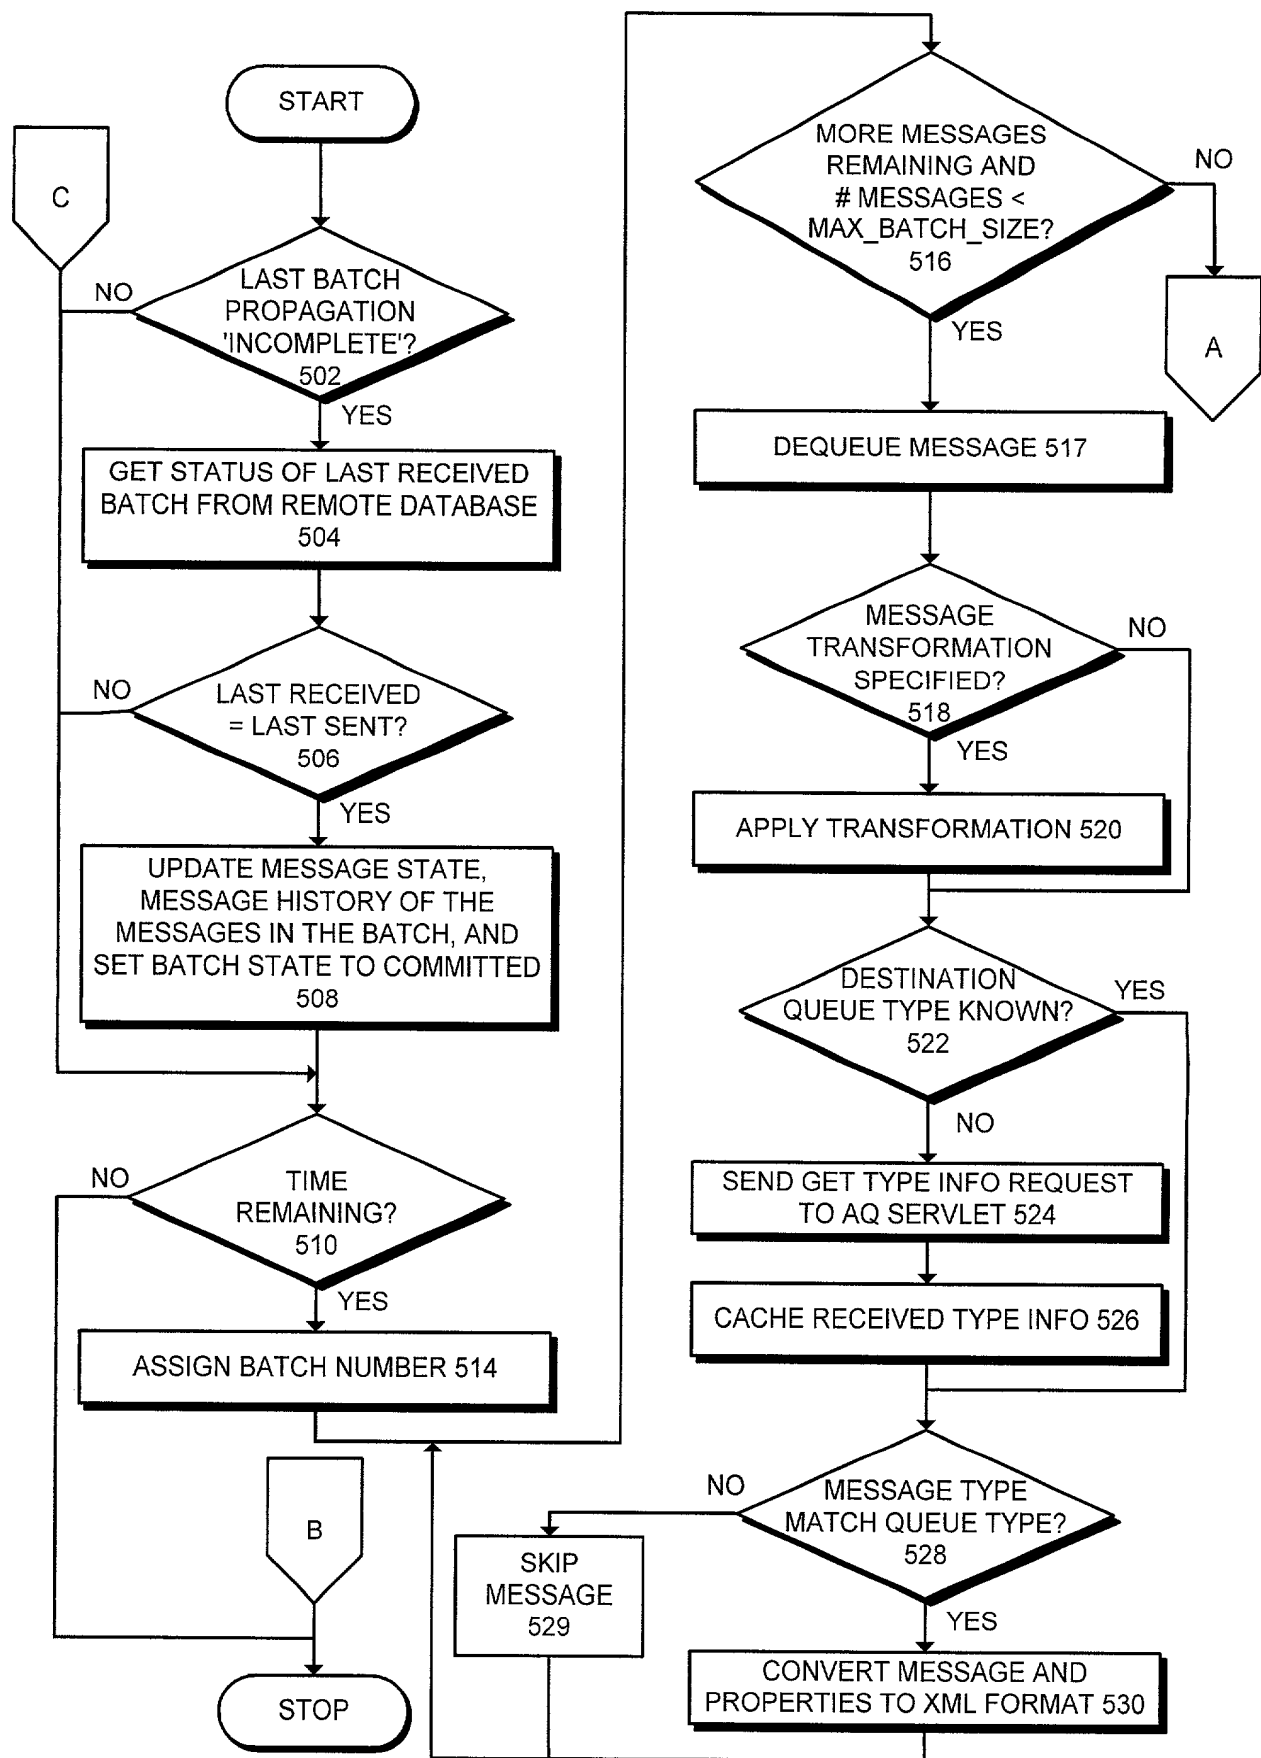 START
C
NO
LAST BATCH
PROPAGATION
'INCOMPLETE'?
502
YES
GET STATUS OF LAST RECEIVED
BATCH FROM REMOTE DATABASE
504
NO
LAST RECEIVED
= LAST SENT?
506
YES
UPDATE MESSAGE STATE,
MESSAGE HISTORY OF THE
MESSAGES IN THE BATCH, AND
SET BATCH STATE TO COMMITTED
508
NO
TIME
REMAINING?
510
YES
ASSIGN BATCH NUMBER 514
B
STOP
MORE MESSAGES
REMAINING AND
# MESSAGES <
MAX_BATCH_SIZE?
516
NO
A
YES
DEQUEUE MESSAGE 517
MESSAGE
TRANSFORMATION
SPECIFIED?
518
NO
YES
APPLY TRANSFORMATION 520
DESTINATION
QUEUE TYPE KNOWN?
522
YES
NO
SEND GET TYPE INFO REQUEST
TO AQ SERVLET 524
CACHE RECEIVED TYPE INFO 526
NO
MESSAGE TYPE
MATCH QUEUE TYPE?
528
SKIP
MESSAGE
529
YES
CONVERT MESSAGE AND
PROPERTIES TO XML FORMAT 530